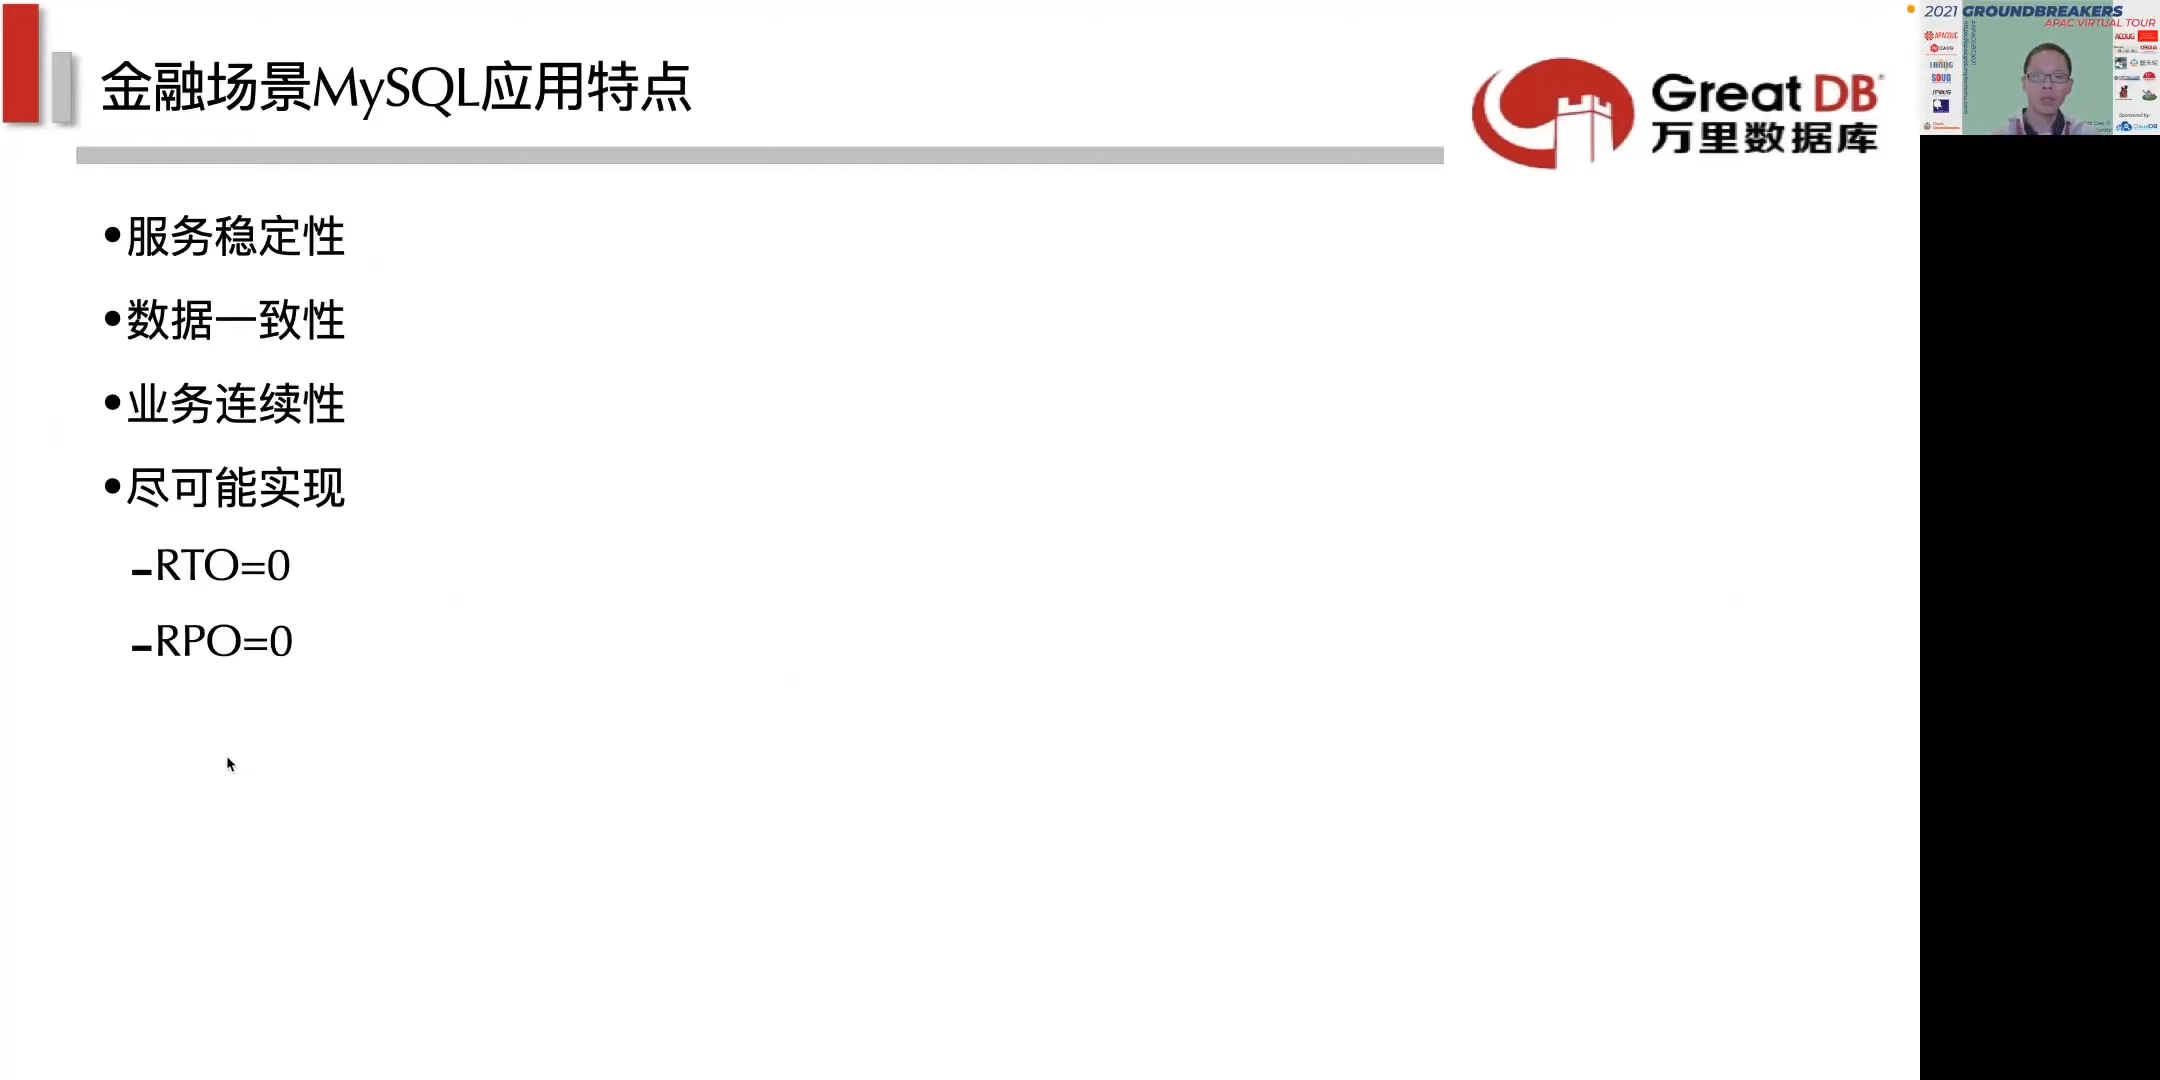 金融场景MySQL应用特点
Great DB
万里数据库
•服务稳定性
•数据一致性
•业务连续性
•尽可能实现
–RTO=0
–RPO=0
2021 GROUNDBREAKERS
APAC VIRTUAL TOUR
Sponsored by: